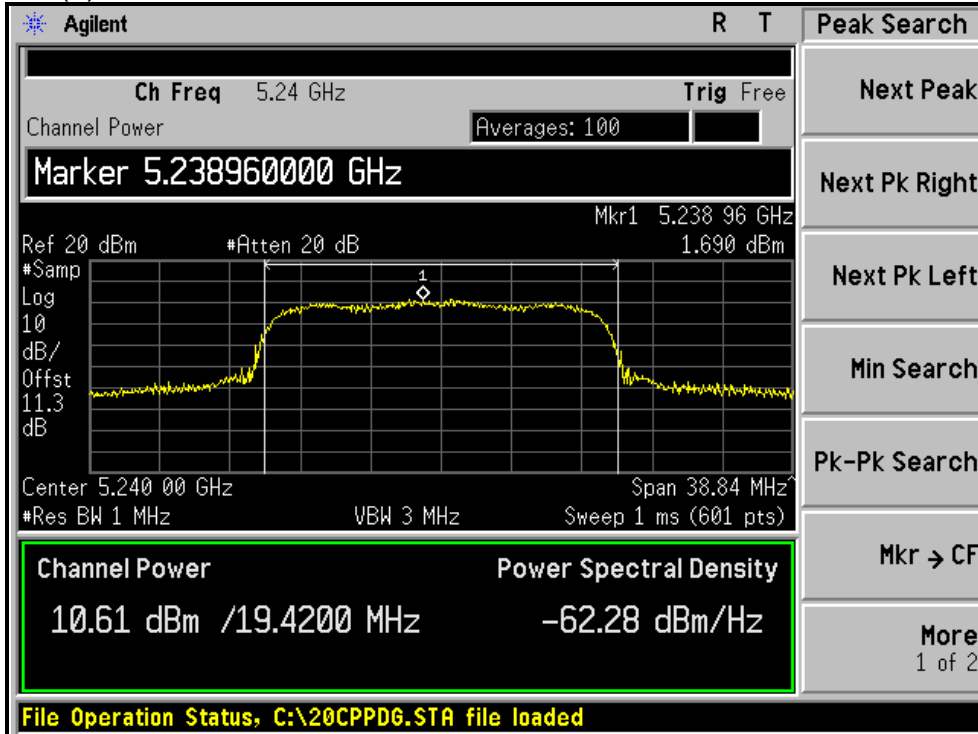 Agilent R T Peak Search
Ch Freq 5.24 GHz Trig Free
Channel Power Averages: 100
Marker 5.238960000 GHz
Mkr1 5.238 96 GHz
Ref 20 dBm #Atten 20 dB 1.690 dBm
#Samp
Log
10
dB/
Offst
11.3
dB
1
Center 5.240 00 GHz Span 38.84 MHz^
#Res BW 1 MHz VBW 3 MHz Sweep 1 ms (601 pts)
Channel Power Power Spectral Density
10.61 dBm /19.4200 MHz -62.28 dBm/Hz
File Operation Status, C:\20CPPDG.STA file loaded
Next Peak
Next Pk Right
Next Pk Left
Min Search
Pk-Pk Search
Mkr → CF
More
1 of 2